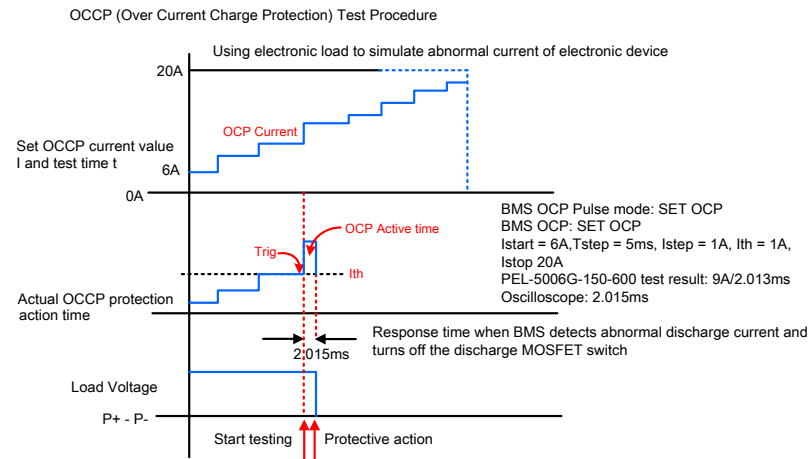 OCCP (Over Current Charge Protection) Test Procedure
Using electronic load to simulate abnormal current of electronic device
20A
OCP Current
Set OCCP current value
I and test time t
6A
0A
BMS OCP Pulse mode: SET OCP
BMS OCP: SET OCP
Istart = 6A,Tstep = 5ms, Istep = 1A, Ith = 1A,
Istop 20A
PEL-5006G-150-600 test result: 9A/2.013ms
Oscilloscope: 2.015ms
OCP Active time
Trig
Ith
Actual OCCP protection
action time
Response time when BMS detects abnormal discharge current and
turns off the discharge MOSFET switch
2.015ms
Load Voltage
P+ - P-
Start testing
Protective action